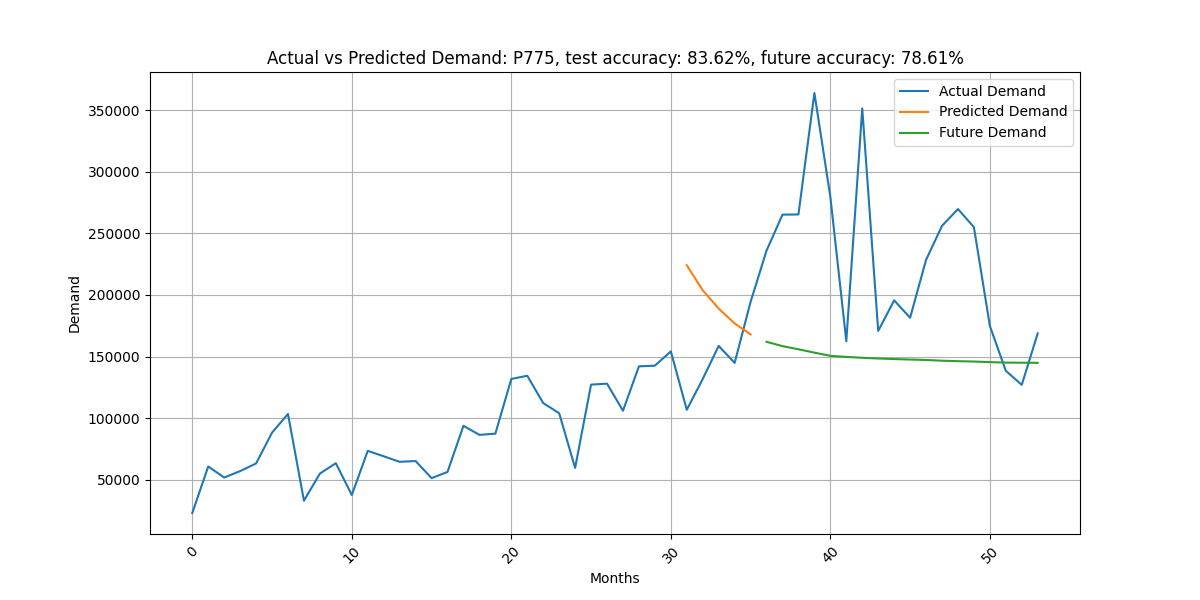 Actual vs Predicted Demand: P775, test accuracy: 83.62%, future accuracy: 78.61%
Actual Demand
Predicted Demand
Future Demand
350000
300000
250000
200000
150000
100000
50000
Demand
0
10
20
30
40
50
Months